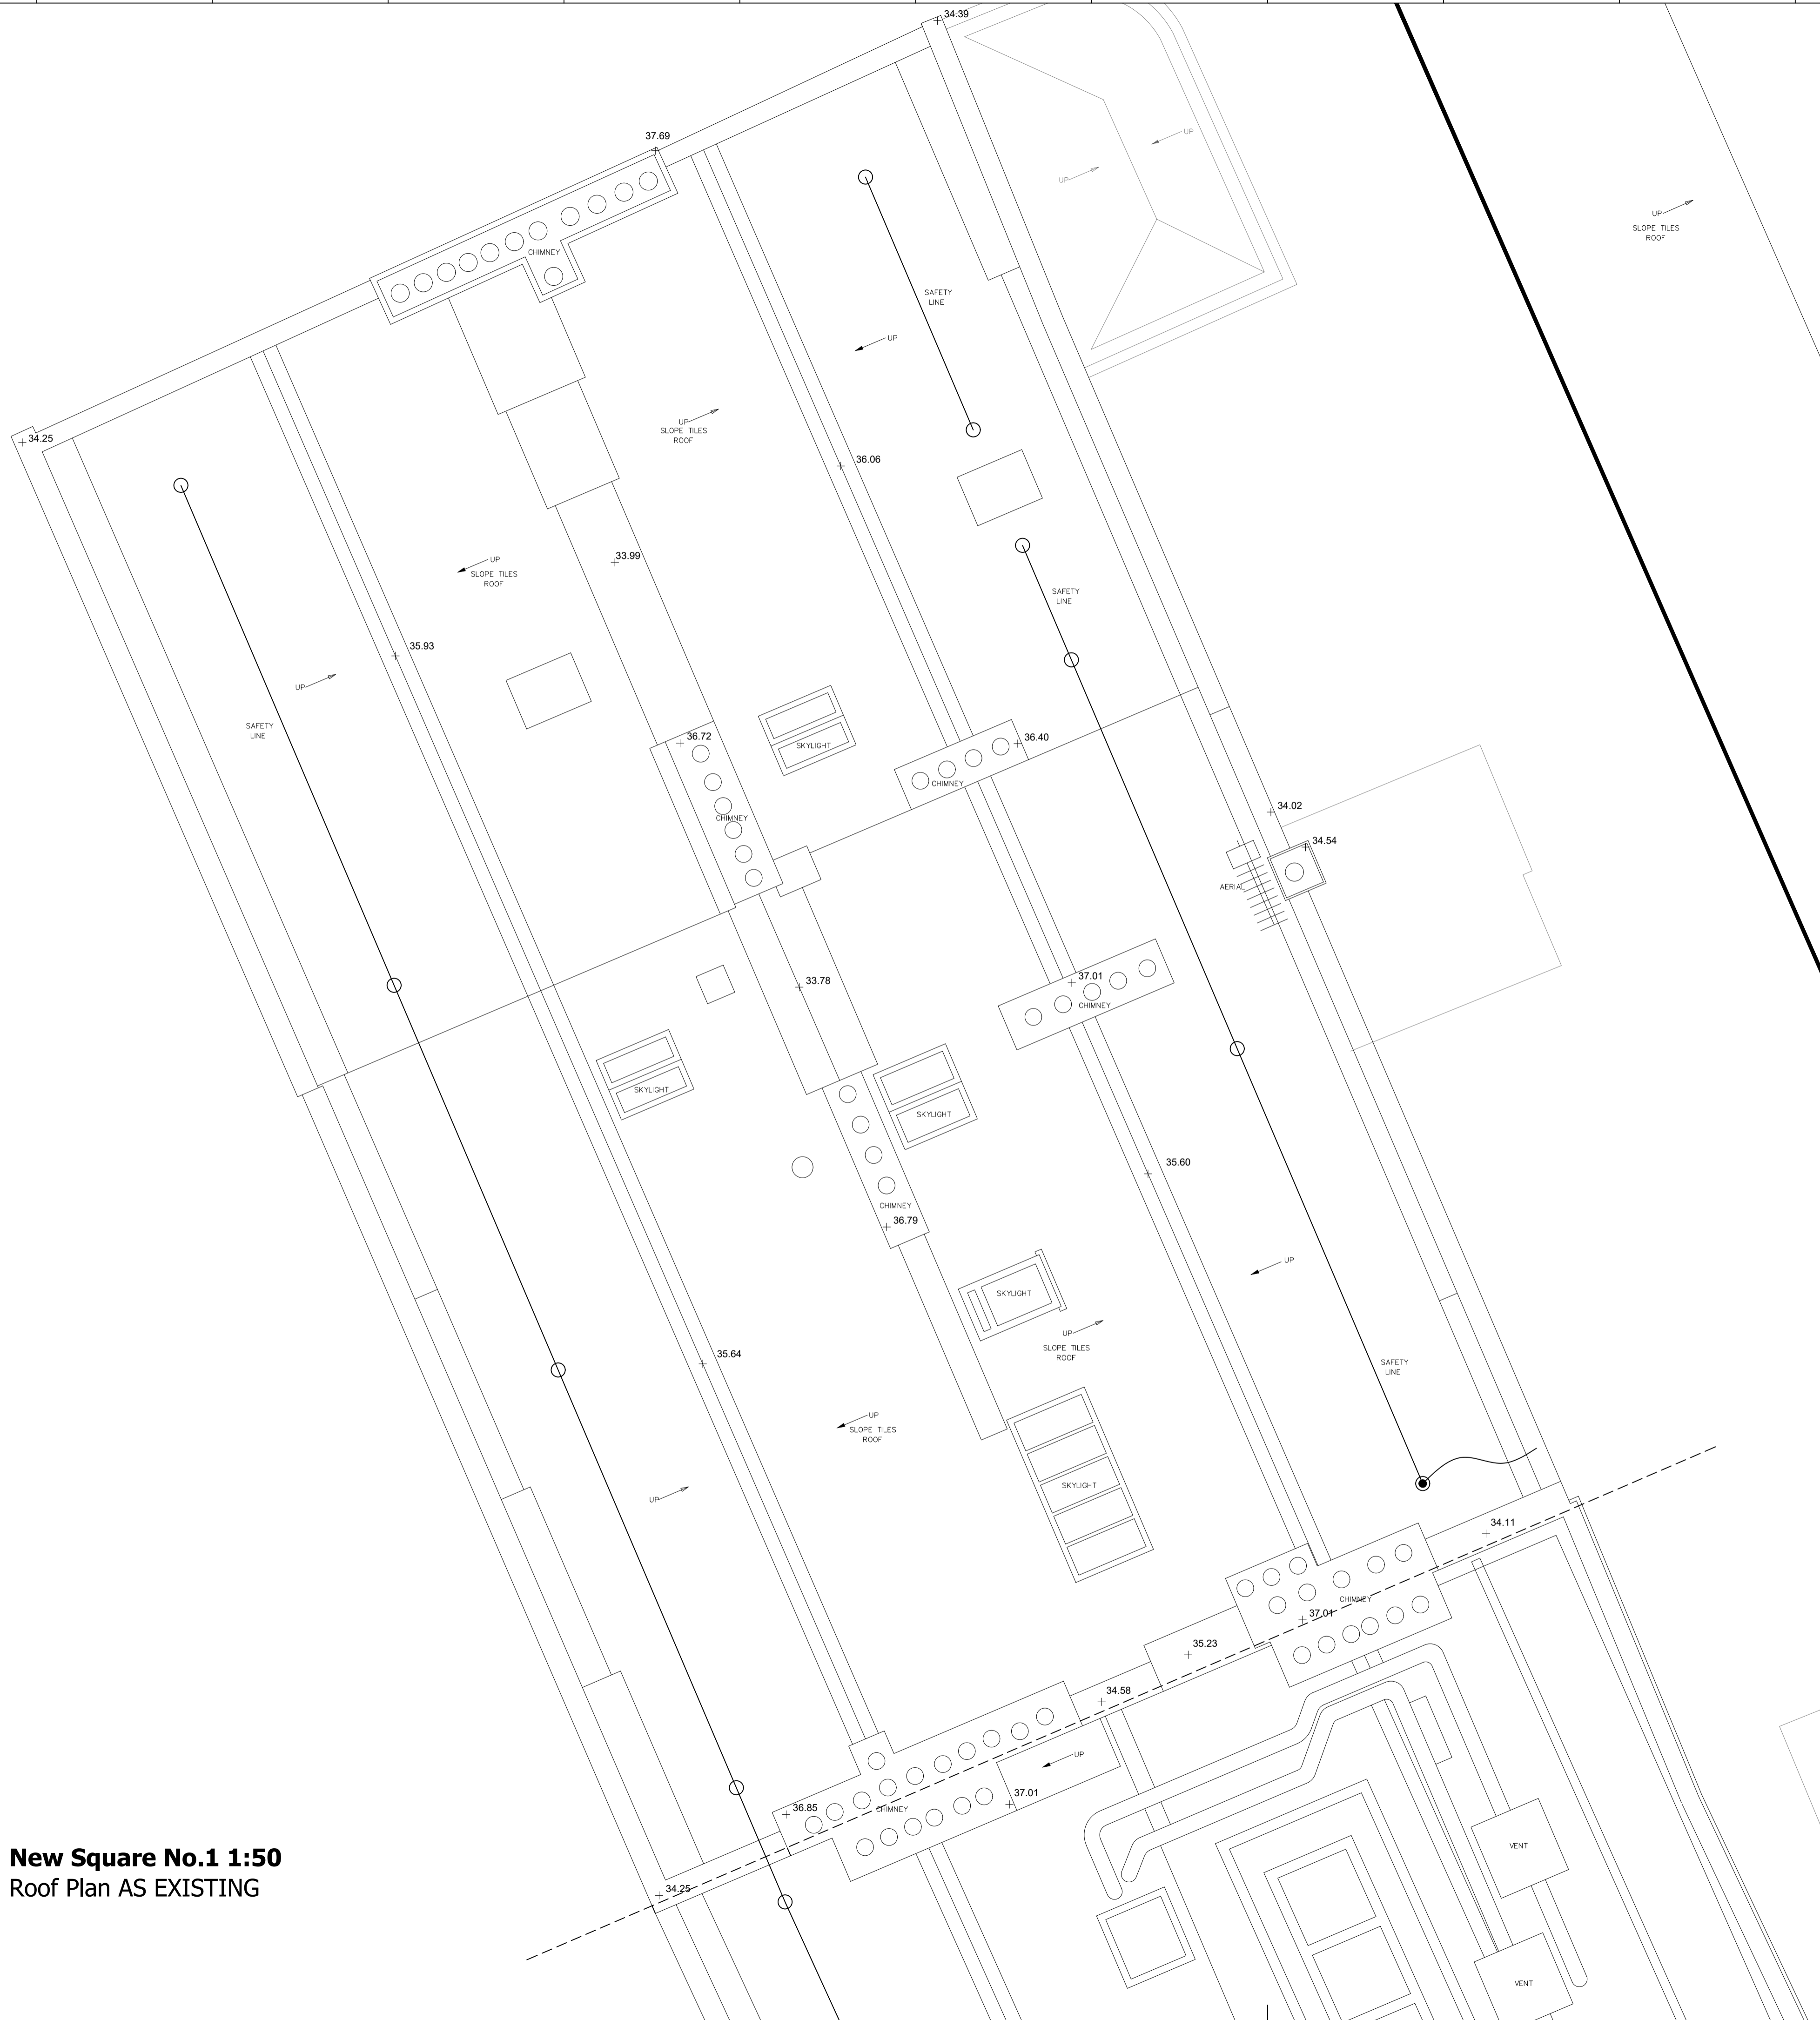 34.39
37.69
UP
UP
UP
SLOPE TILES
ROOF
CHIMNEY
SAFETY
LINE
UP
UP
SLOPE TILES
ROOF
34.25
36.06
33.99
UP
SLOPE TILES
ROOF
SAFETY
LINE
35.93
UP
SAFETY
LINE
36.72
SKYLIGHT
36.40
CHIMNEY
CHIMNEY
34.02
34.54
AERIAL
37.01
CHIMNEY
33.78
SKYLIGHT
SKYLIGHT
35.60
CHIMNEY
36.79
UP
SKYLIGHT
UP
SLOPE TILES
ROOF
35.64
SAFETY
LINE
UP
SLOPE TILES
ROOF
SKYLIGHT
UP
34.11
CHIMNEY
37.01
35.23
34.58
UP
37.01
36.85
CHIMNEY
VENT
34.25
VENT
New Square No.1 1:50
Roof Plan AS EXISTING